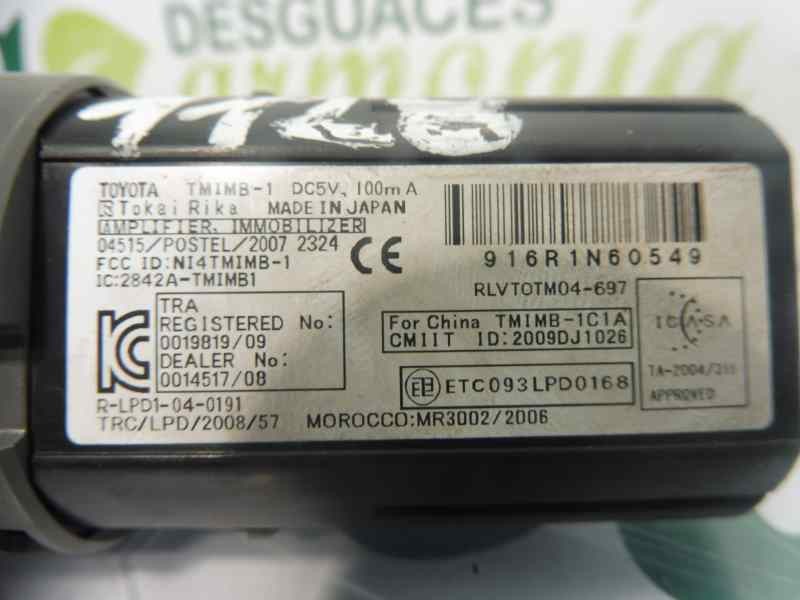 DESGUACES
armonía
1128
TOYOTA TMIMB-1 DC5V, 100mA
Tokai Rika MADE IN JAPAN
AMPLIFIER, IMMOBILIZER
04515/POSTEL/2007 2324
FCC ID:NI4TMIMB-1
IC:2842A-TMIMB1
CE
916R1N60549
RLVTOTM04-697
TRA
REGISTERED No:
0019819/09
DEALER No:
0014517/08
For China TMIMB-1C1A
CMIIT ID:2009DJ1026
ETC093LPD0168
ICASA
TA-2004/
APPROVED
R-LPD1-04-0191
TRC/LPD/2008/57 MOROCCO:MR3002/2006